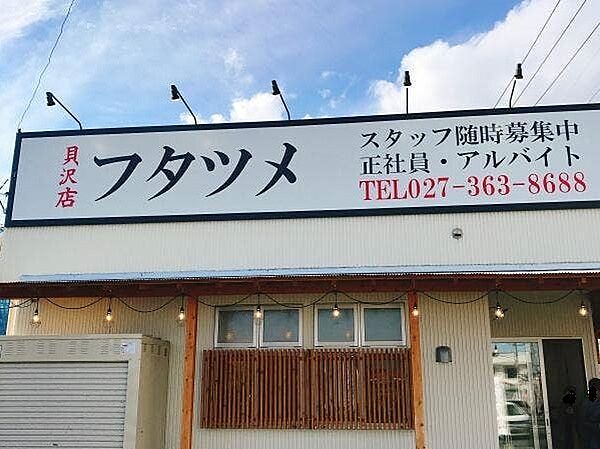 貝沢店
フタツメ
スタッフ随時募集中
正社員・アルバイト
TEL027-363-8688